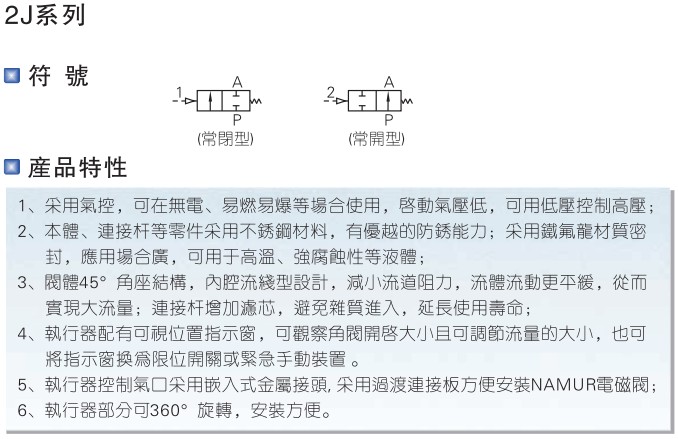 2J系列
符 號
A
A
1
2
P
P
(常閉型)
(常開型)
産品特性
1、采用氣控，可在無電、易燃易爆等場合使用，啓動氣壓低，可用低壓控制高壓；
2、本體、連接杆等零件采用不銹鋼材料，有優越的防銹能力；采用鐵氟龍材質密
封，應用場合廣，可用于高溫、強腐蝕性等液體；
3、閥體45°角座結構，内腔流綫型設計，減小流道阻力，流體流動更平緩，從而
實現大流量；連接杆增加濾芯，避免雜質進入，延長使用壽命；
4、執行器配有可視位置指示窗，可觀察角閥開啓大小且可調節流量的大小，也可
將指示窗換爲限位開關或緊急手動裝置。
5、執行器控制氣口采用嵌入式金屬接頭,采用過渡連接板方便安裝NAMUR電磁閥；
6、執行器部分可360°旋轉，安裝方便。